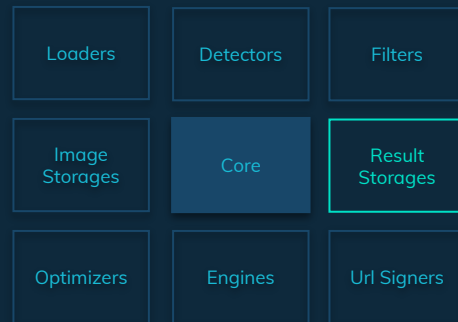 Loaders
Detectors
Filters
Image
Storages
Core
Result
Storages
Optimizers
Engines
Url Signers